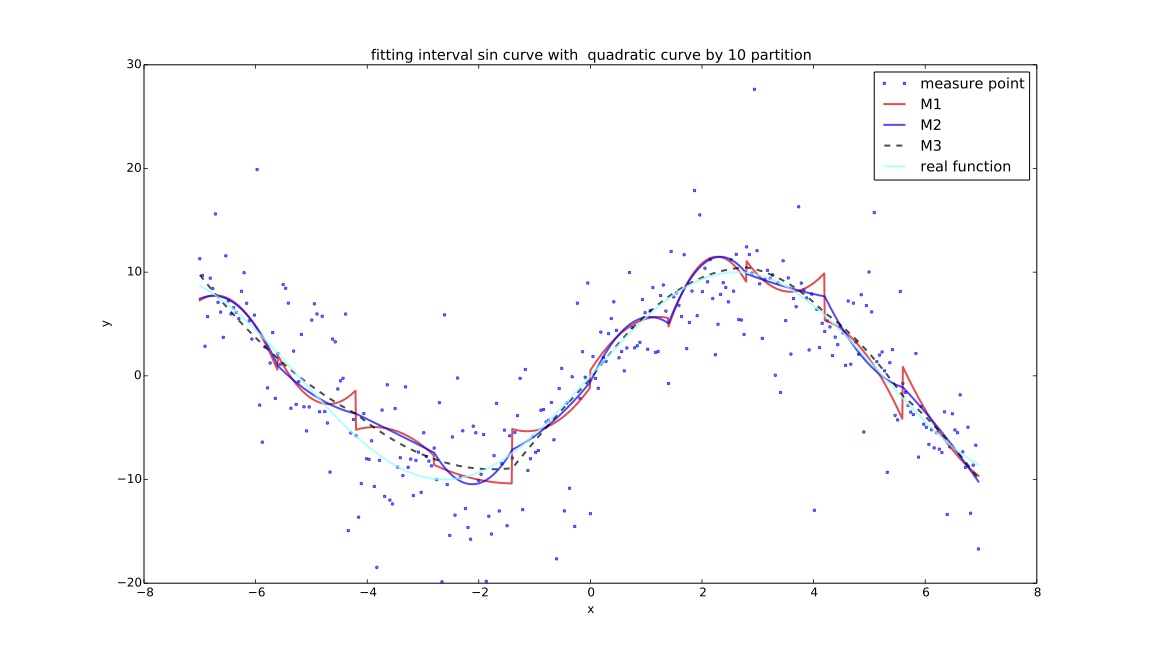 fitting interval sin curve with  quadratic curve by 10 partition
30
20
10
0
−10
−20
y
measure point
M1
M2
M3
real function
−8
−6
−4
−2
0
2
4
6
8
x